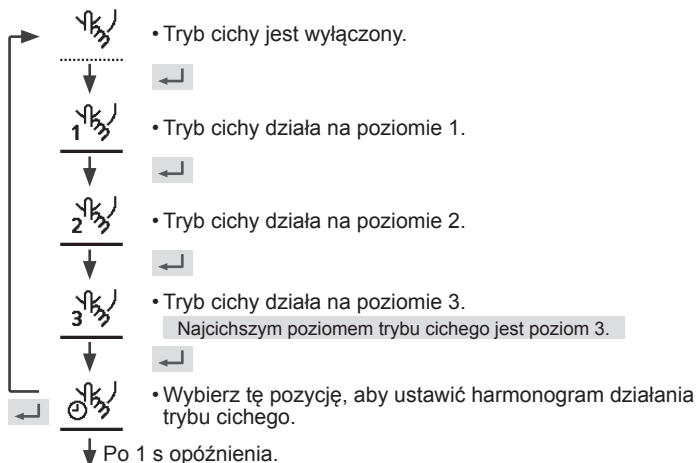 • Tryb cichy jest wyłączony.
1
• Tryb cichy działa na poziomie 1.
2
• Tryb cichy działa na poziomie 2.
3
• Tryb cichy działa na poziomie 3.
Najcichszym poziomem trybu cichego jest poziom 3.
• Wybierz tę pozycję, aby ustawić harmonogram działania
trybu cichego.
Po 1 s opóźnienia.